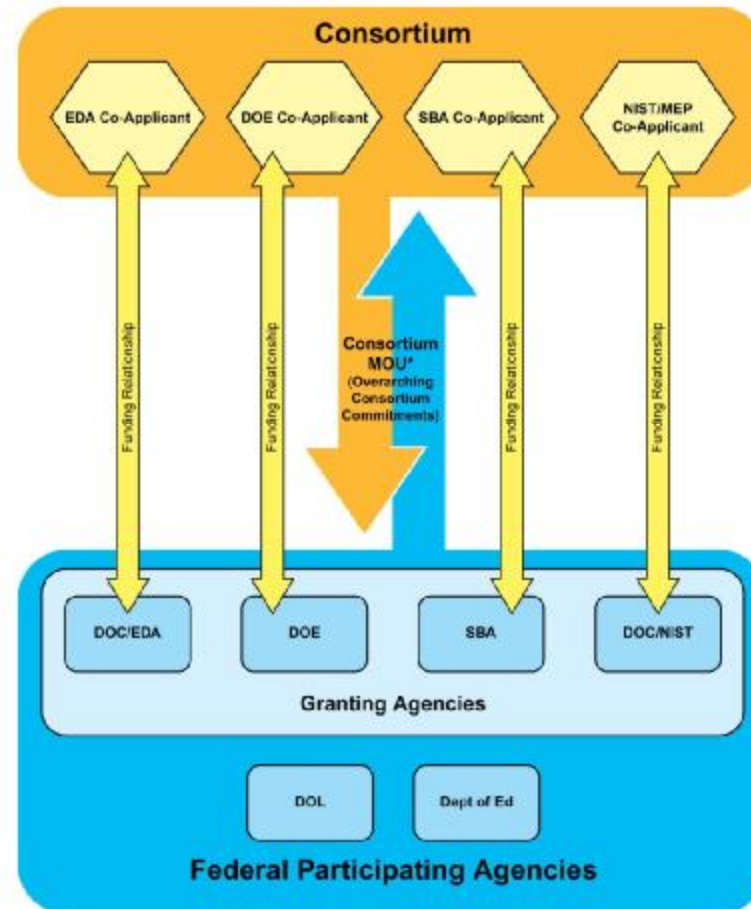 Consortium
EDA Co-Applicant
DOE Co-Applicant
SBA Co-Applicant
NIST/MEP
Co-Applicant
Funding Relationship
Funding Relationship
Consortium
MOU*
(Overarching
Consortium
Commitments)
Funding Relationship
Funding Relationship
DOC/EDA
DOE
SBA
DOC/NIST
Granting Agencies
DOL
Dept of Ed
Federal Participating Agencies